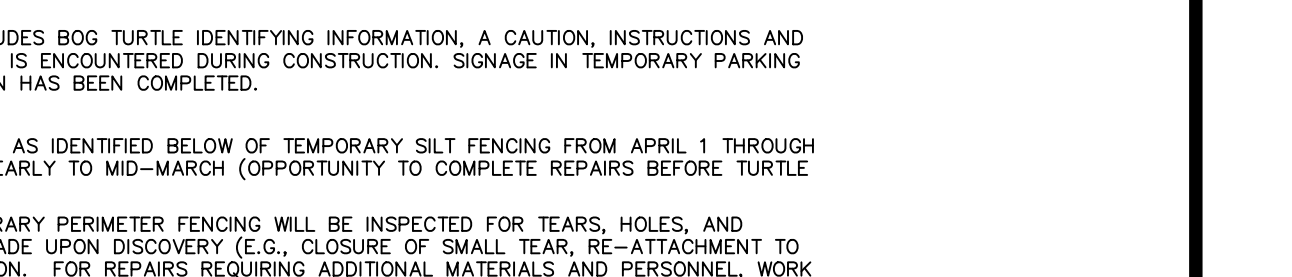 UDES BOG TURTLE IDENTIFYING INFORMATION, A CAUTION, INSTRUCTIONS AND
IS ENCOUNTERED DURING CONSTRUCTION. SIGNAGE IN TEMPORARY PARKING
N HAS BEEN COMPLETED.
AS IDENTIFIED BELOW OF TEMPORARY SILT FENCING FROM APRIL 1 THROUGH
EARLY TO MID–MARCH (OPPORTUNITY TO COMPLETE REPAIRS BEFORE TURTLE
RARY PERIMETER FENCING WILL BE INSPECTED FOR TEARS, HOLES, AND
ADE UPON DISCOVERY (E.G., CLOSURE OF SMALL TEAR, RE–ATTACHMENT TO
ON. FOR REPAIRS REQUIRING ADDITIONAL MATERIALS AND PERSONNEL, WORK